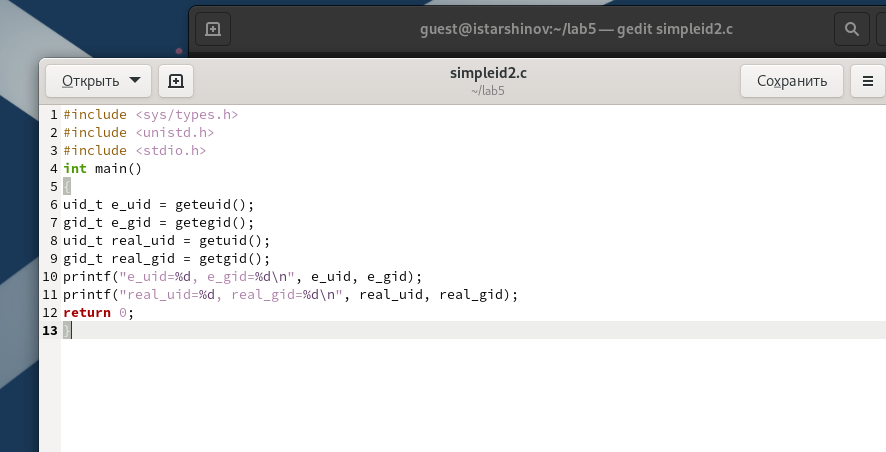 guest@istarshinov:~/lab5 — gedit simpleid2.c
Открыть
simpleid2.c
~/lab5
Сохранить
1 #include <sys/types.h>
2 #include <unistd.h>
3 #include <stdio.h>
4 int main()
5 {
6 uid_t e_uid = geteuid();
7 gid_t e_gid = getegid();
8 uid_t real_uid = getuid();
9 gid_t real_gid = getgid();
10 printf("e_uid=%d, e_gid=%d\n", e_uid, e_gid);
11 printf("real_uid=%d, real_gid=%d\n", real_uid, real_gid);
12 return 0;
13 }